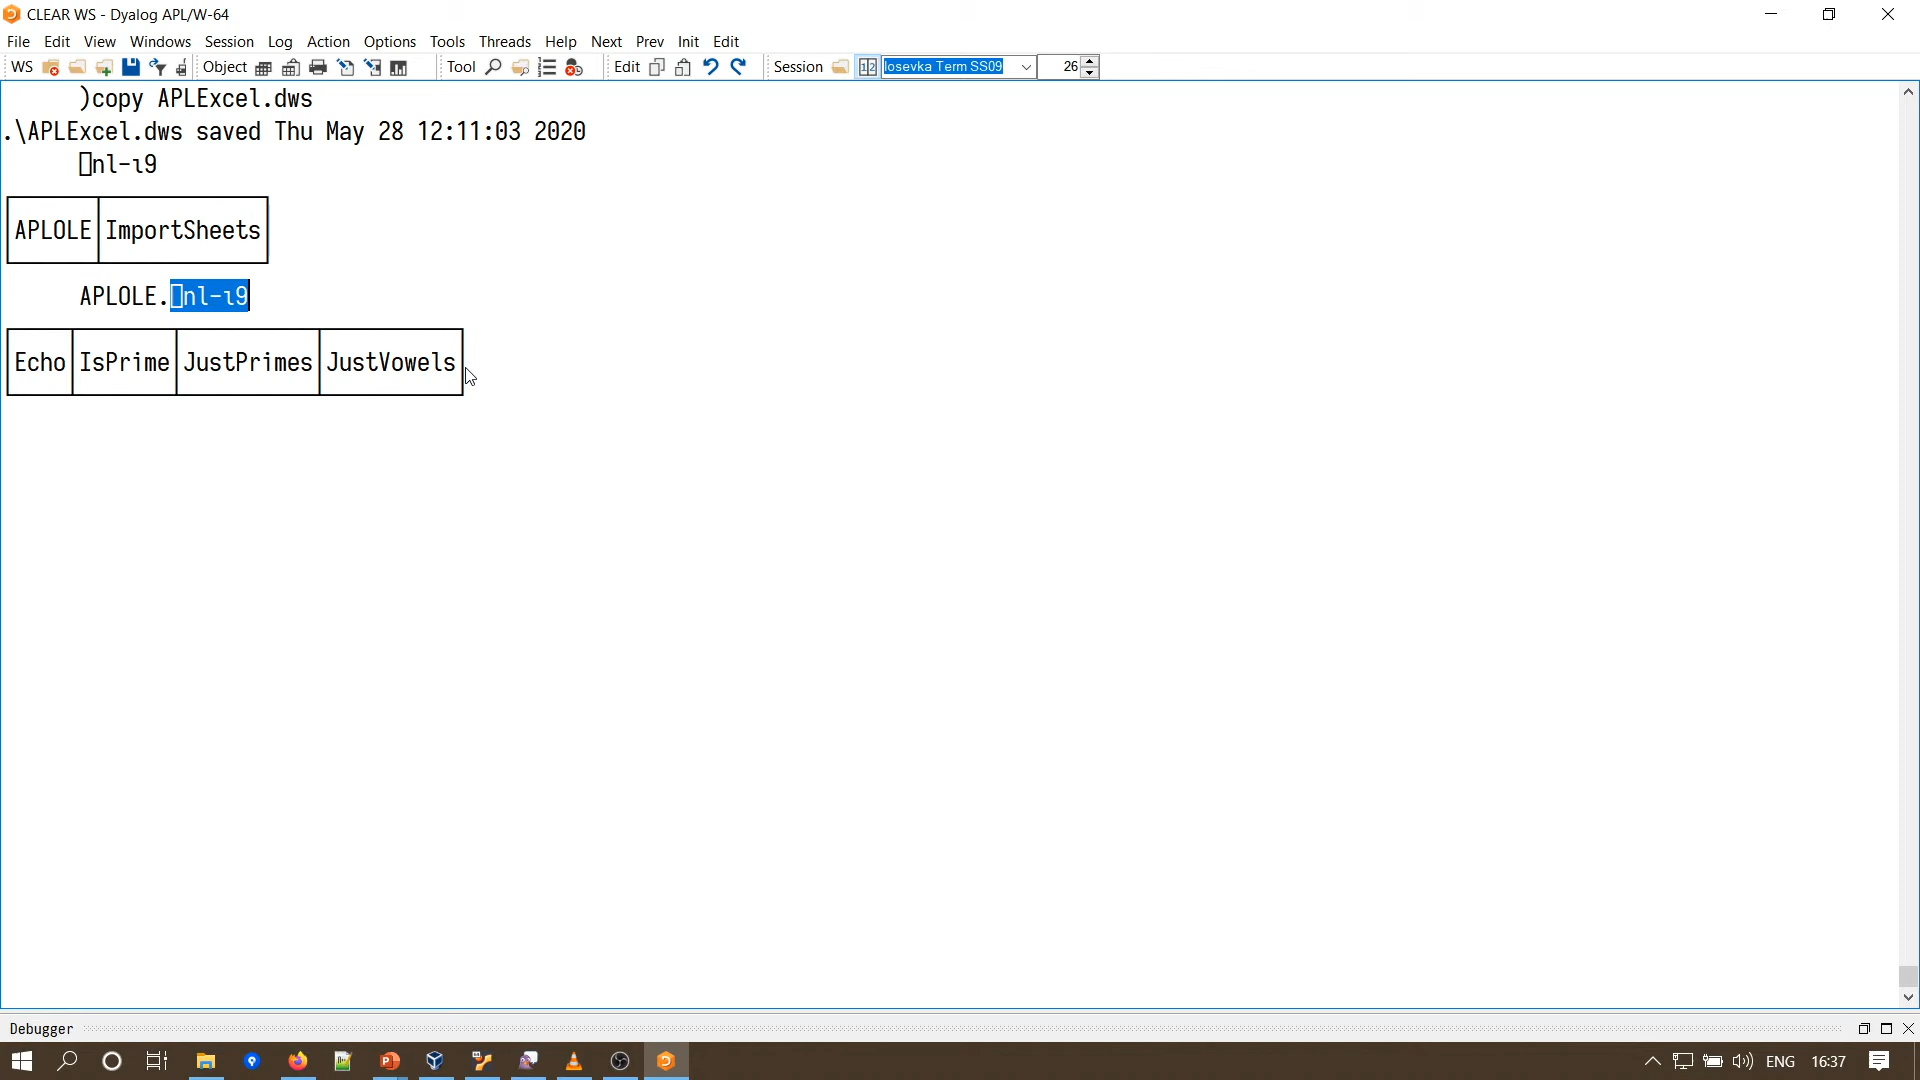 CLEAR WS - Dyalog APL/W-64
File Edit View Windows Session Log Action Options Tools Threads Help Next Prev Init Edit
WS Object Tool Edit Session Iosevka Term SS09 26
)copy APLExcel.dws
.\APLExcel.dws saved Thu May 28 12:11:03 2020
⎕nl-⍳9
APLOLE ImportSheets
APLOLE.⎕nl-⍳9
Echo IsPrime JustPrimes JustVowels
Debugger
ENG 16:37